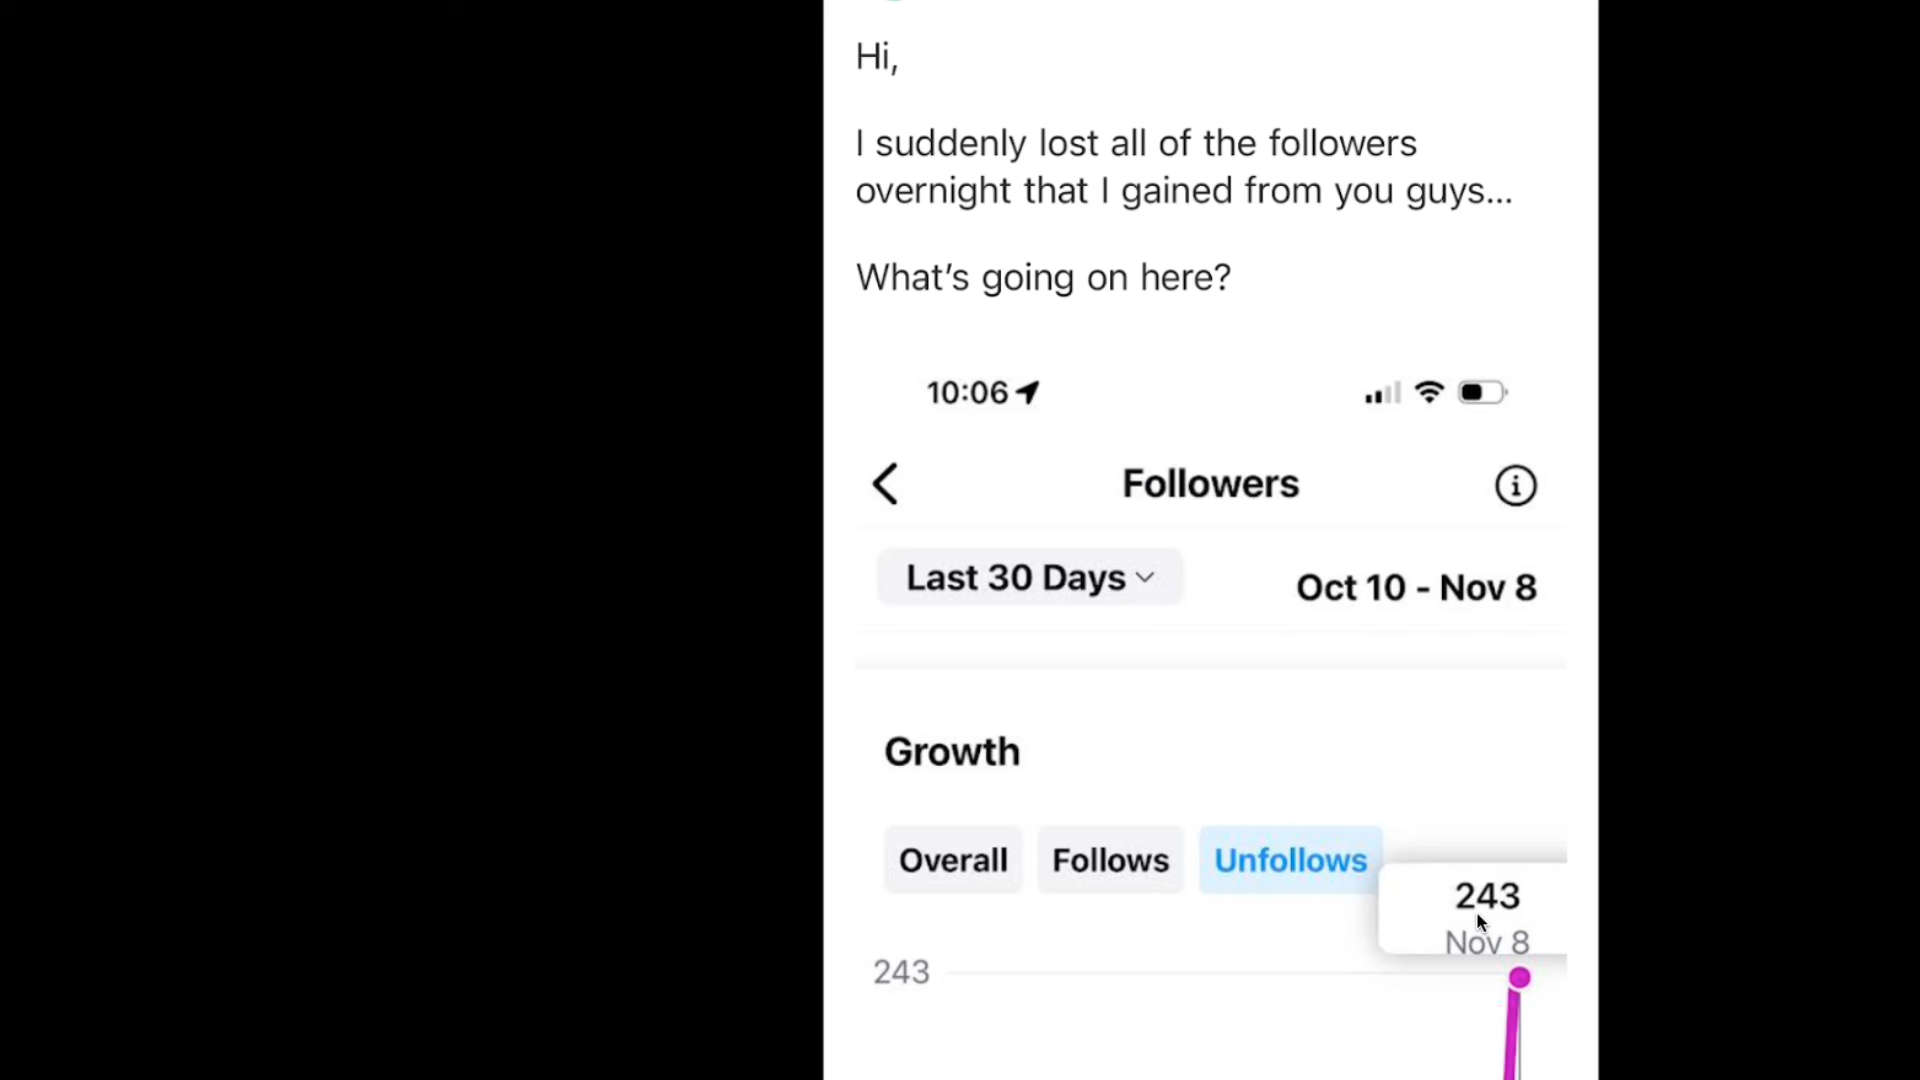 Hi,
I suddenly lost all of the followers
overnight that I gained from you guys...
What's going on here?
10:06
Followers
Last 30 Days
Oct 10 - Nov 8
Growth
Overall
Follows
Unfollows
243
Nov 8
243